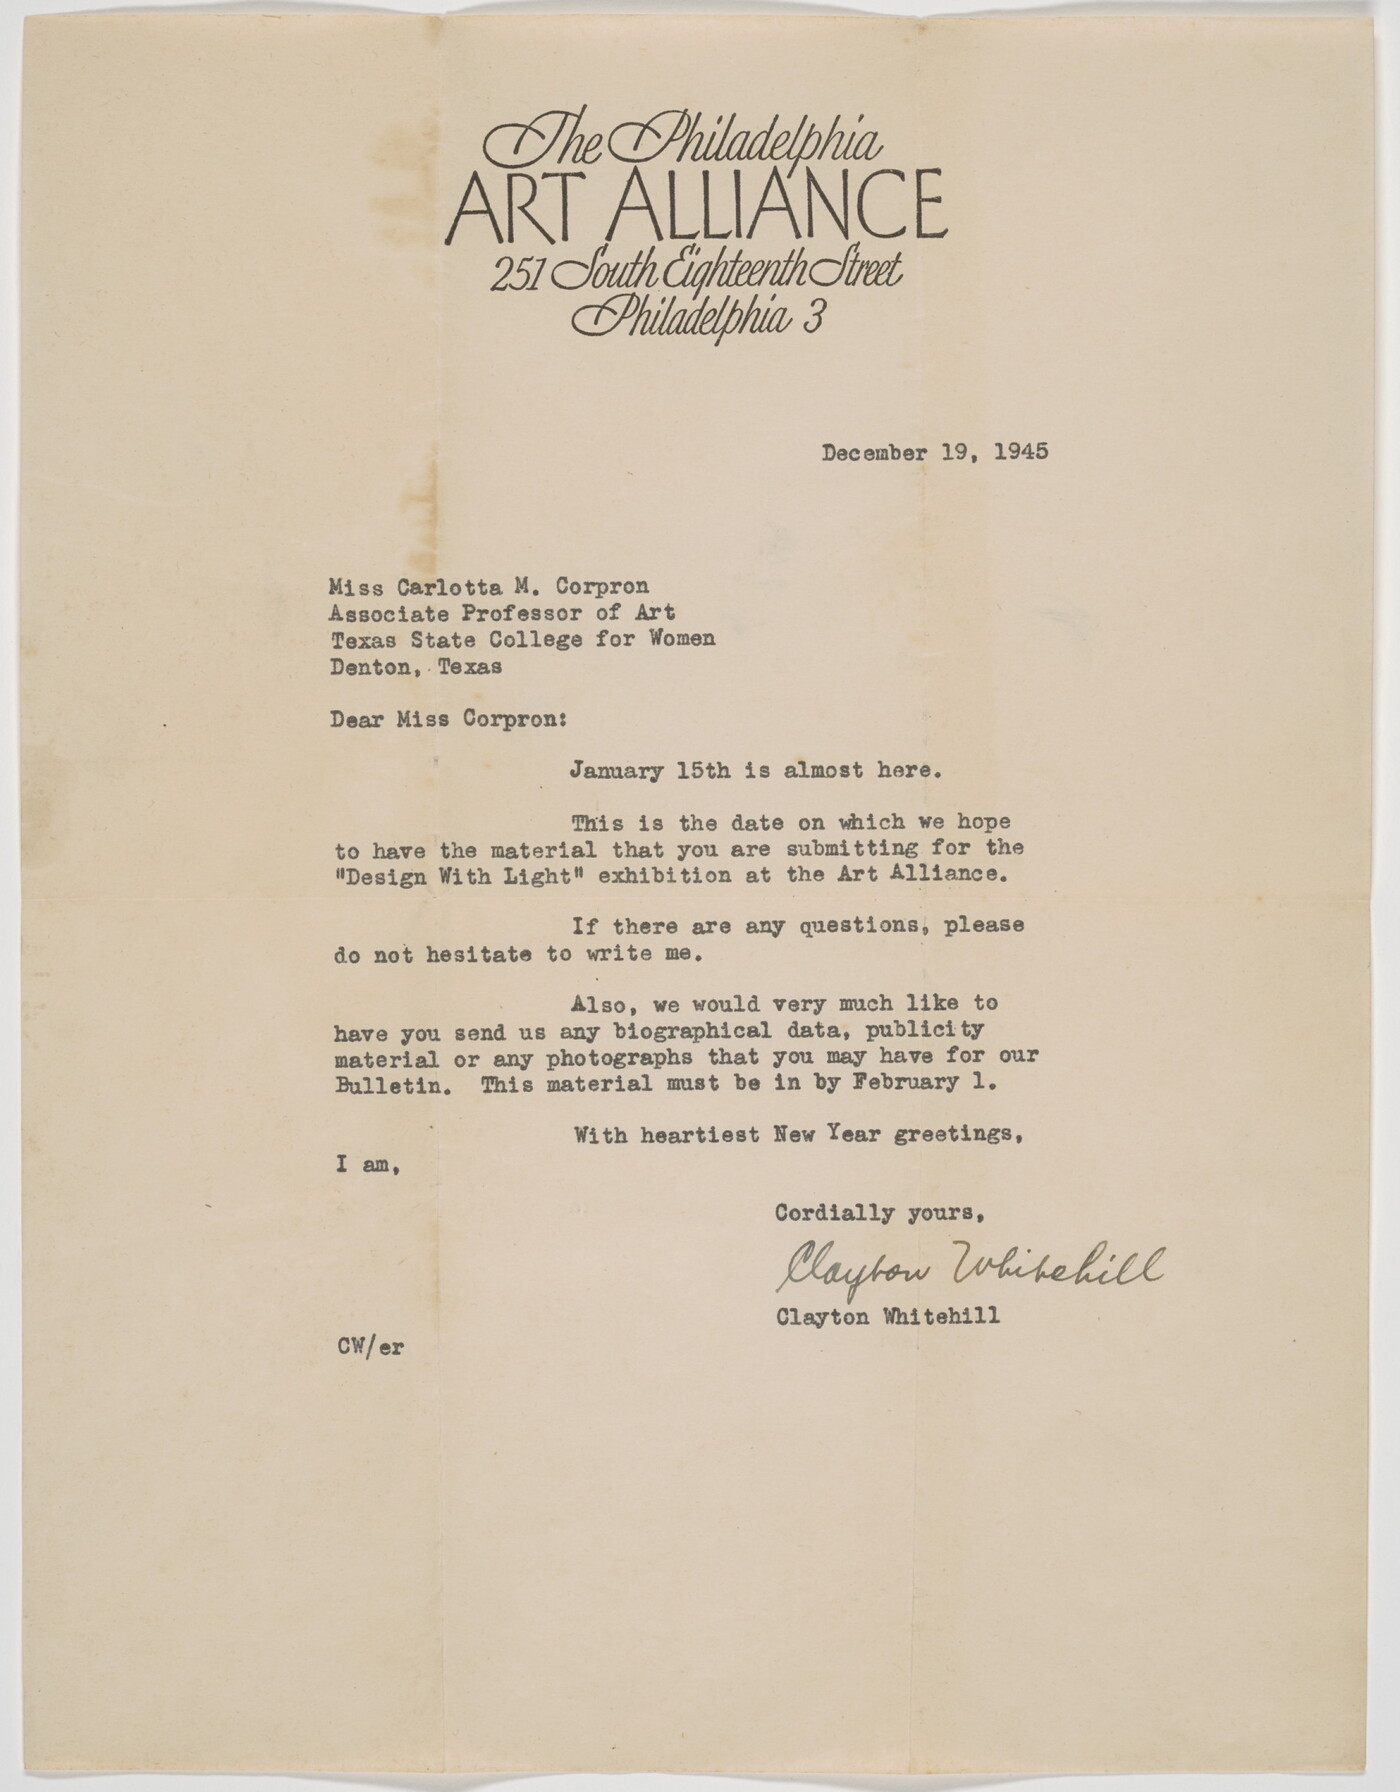 The Philadelphia
ART ALLIANCE
251 South Eighteenth Street
Philadelphia 3
December 19, 1945
Miss Carlotta M. Corpron
Associate Professor of Art
Texas State College for Women
Denton, Texas
Dear Miss Corpron:
January 15th is almost here.
This is the date on which we hope
to have the material that you are submitting for the
"Design With Light" exhibition at the Art Alliance.
If there are any questions, please
do not hesitate to write me.
Also, we would very much like to
have you send us any biographical data, publicity
material or any photographs that you may have for our
Bulletin. This material must be in by February 1.
With heartiest New Year greetings,
I am,
Cordially yours,
Clayton Whitehill
Clayton Whitehill
CW/er